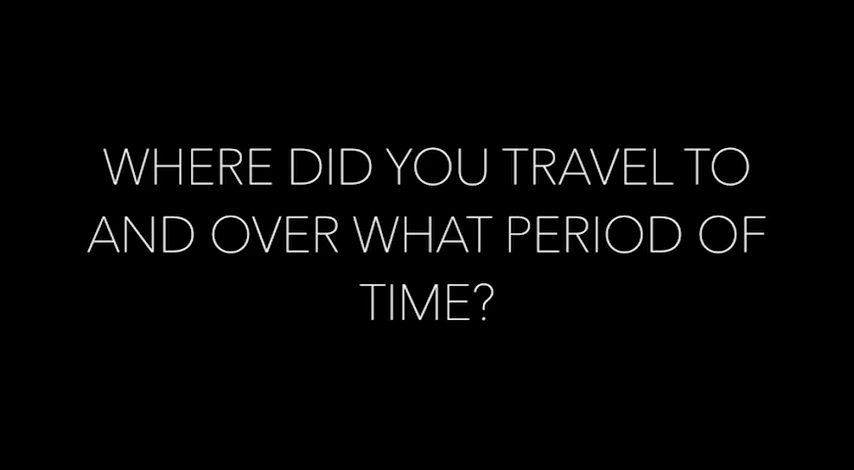 WHERE DID YOU TRAVEL TO
AND OVER WHAT PERIOD OF
TIME?